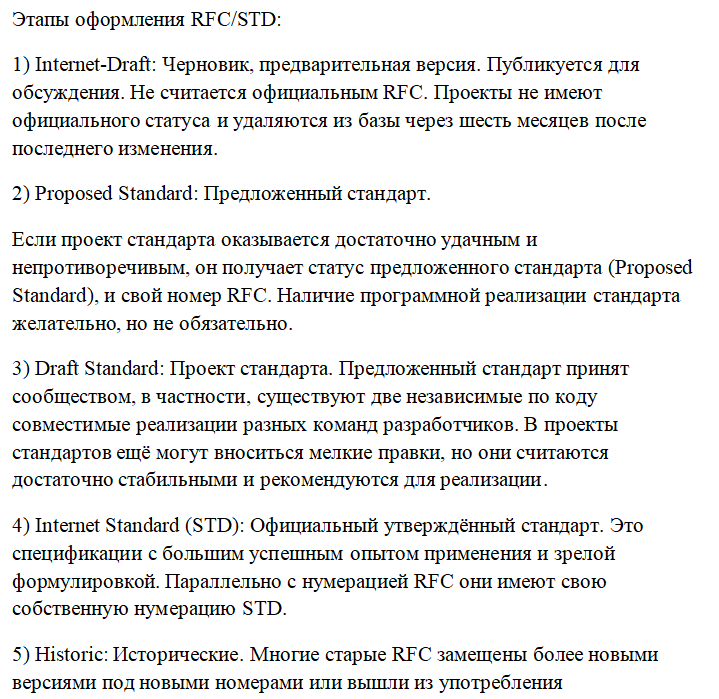 Этапы оформления RFC/STD:
1) Internet-Draft: Черновик, предварительная версия. Публикуется для
обсуждения. Не считается официальным RFC. Проекты не имеют
официального статуса и удаляются из базы через шесть месяцев после
последнего изменения.
2) Proposed Standard: Предложенный стандарт.
Если проект стандарта оказывается достаточно удачным и
непротиворечивым, он получает статус предложенного стандарта (Proposed
Standard), и свой номер RFC. Наличие программной реализации стандарта
желательно, но не обязательно.
3) Draft Standard: Проект стандарта. Предложенный стандарт принят
сообществом, в частности, существуют две независимые по коду
совместимые реализации разных команд разработчиков. В проекты
стандартов ещё могут вноситься мелкие правки, но они считаются
достаточно стабильными и рекомендуются для реализации.
4) Internet Standard (STD): Официальный утверждённый стандарт. Это
спецификации с большим успешным опытом применения и зрелой
формулировкой. Параллельно с нумерацией RFC они имеют свою
собственную нумерацию STD.
5) Historic: Исторические. Многие старые RFC замещены более новыми
версиями под новыми номерами или вышли из употребления